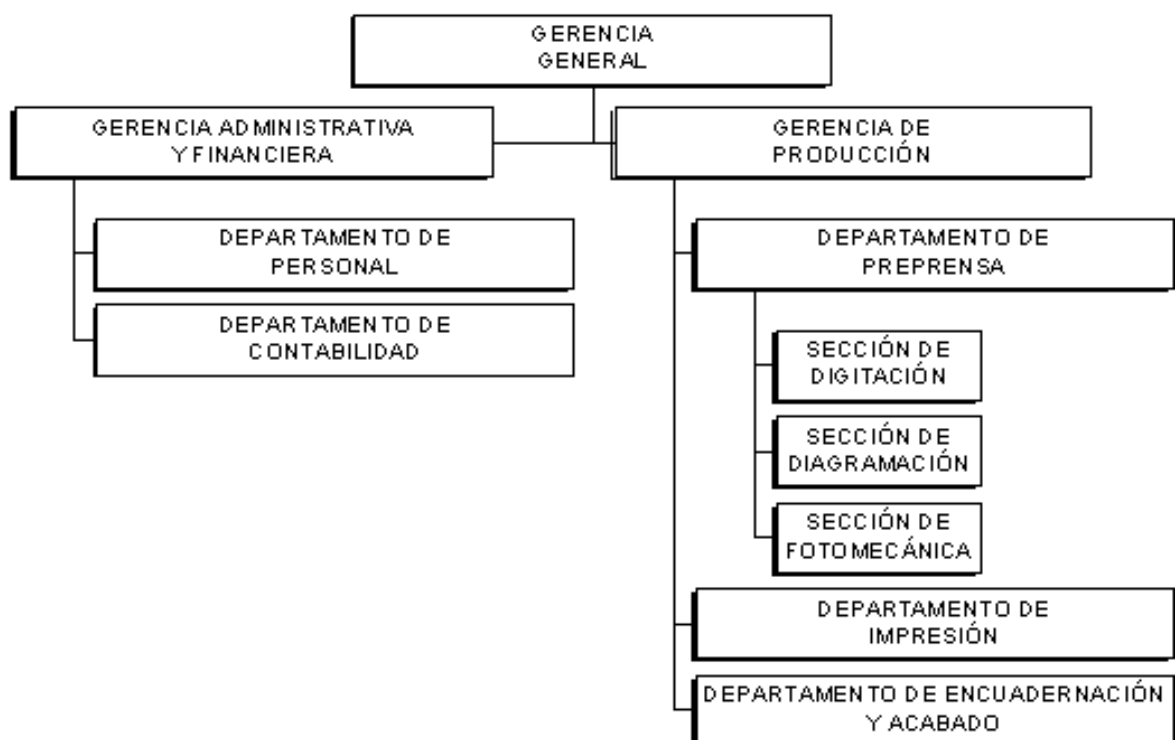 GERENCIA
GENERAL
GERENCIA ADMINISTRATIVA
Y FINANCIERA
GERENCIA DE
PRODUCCIÓN
DEPARTAMENTO DE
PERSONAL
DEPARTAMENTO DE
CONTABILIDAD
DEPARTAMENTO DE
PREPRENSA
SECCIÓN DE
DIGITACIÓN
SECCIÓN DE
DIAGRAMACIÓN
SECCIÓN DE
FOTOMECÁNICA
DEPARTAMENTO DE
IMPRESIÓN
DEPARTAMENTO DE ENCUADERNACIÓN
Y ACABADO